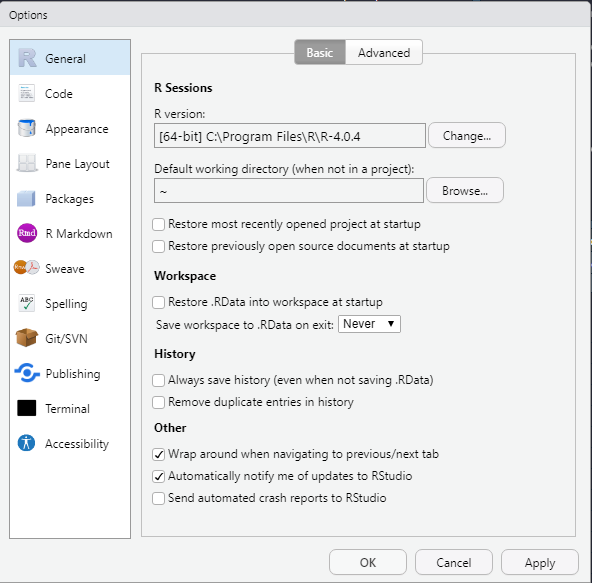 Options
General
Code
Appearance
Pane Layout
Packages
Rmd R Markdown
Sweave
ABC Spelling
Git/SVN
Publishing
Terminal
Accessibility
Basic Advanced
R Sessions
R version:
[64-bit] C:\Program Files\R\R-4.0.4 Change...
Default working directory (when not in a project):
~ Browse...
Restore most recently opened project at startup
Restore previously open source documents at startup
Workspace
Restore .RData into workspace at startup
Save workspace to .RData on exit: Never
History
Always save history (even when not saving .RData)
Remove duplicate entries in history
Other
Wrap around when navigating to previous/next tab
Automatically notify me of updates to RStudio
Send automated crash reports to RStudio
OK Cancel Apply